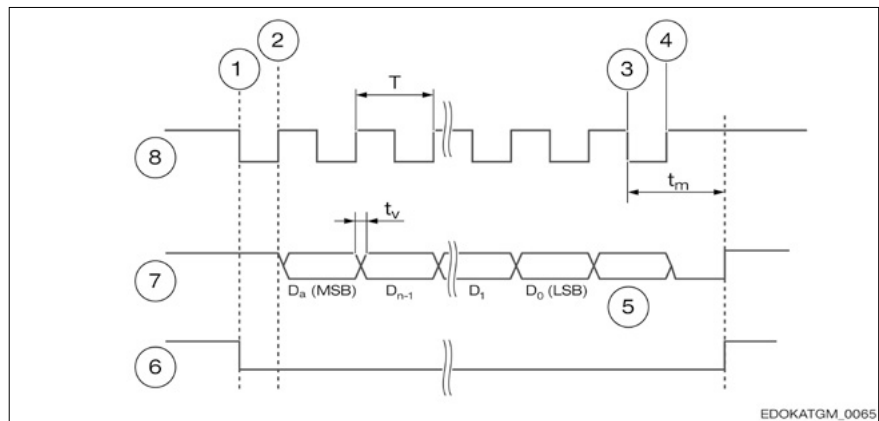 1
2
T
3
4
8
tm
tv
7
Da (MSB)
Dn-1
D1
D0 (LSB)
5
6
EDOKATGM_0065